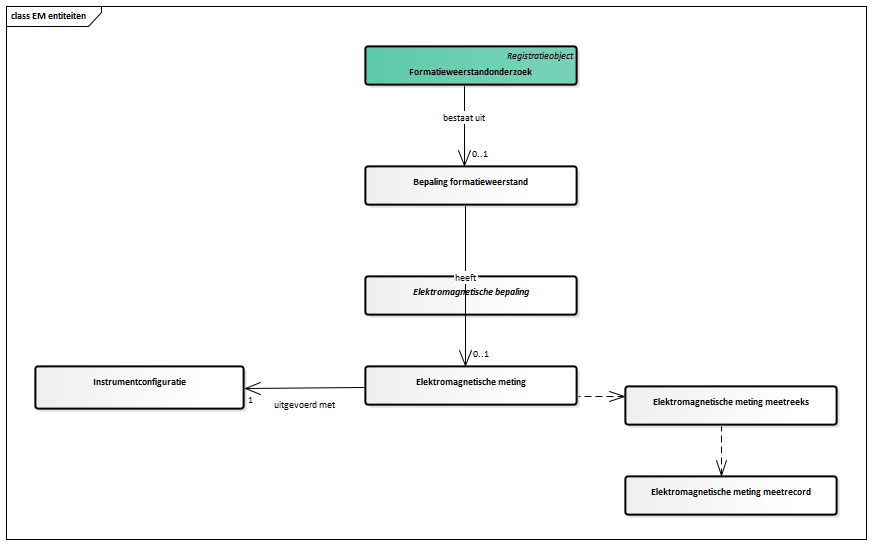 class EM entiteiten
Registratieobject
Formatieweerstandonderzoek
bestaat uit
0..1
Bepaling formatieweerstand
heeft
Elektromagnetische bepaling
0..1
Instrumentconfiguratie
Elektromagnetische meting
1
uitgevoerd met
Elektromagnetische meting meetreeks
Elektromagnetische meting meetrecord